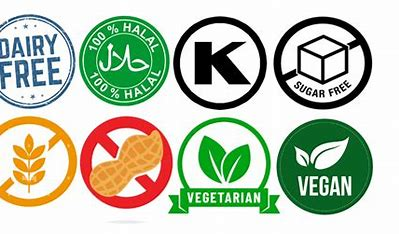 DAIRY
FREE
100% HALAL
حلال
100% HALAL
K
SUGAR FREE
VEGETARIAN
VEGAN